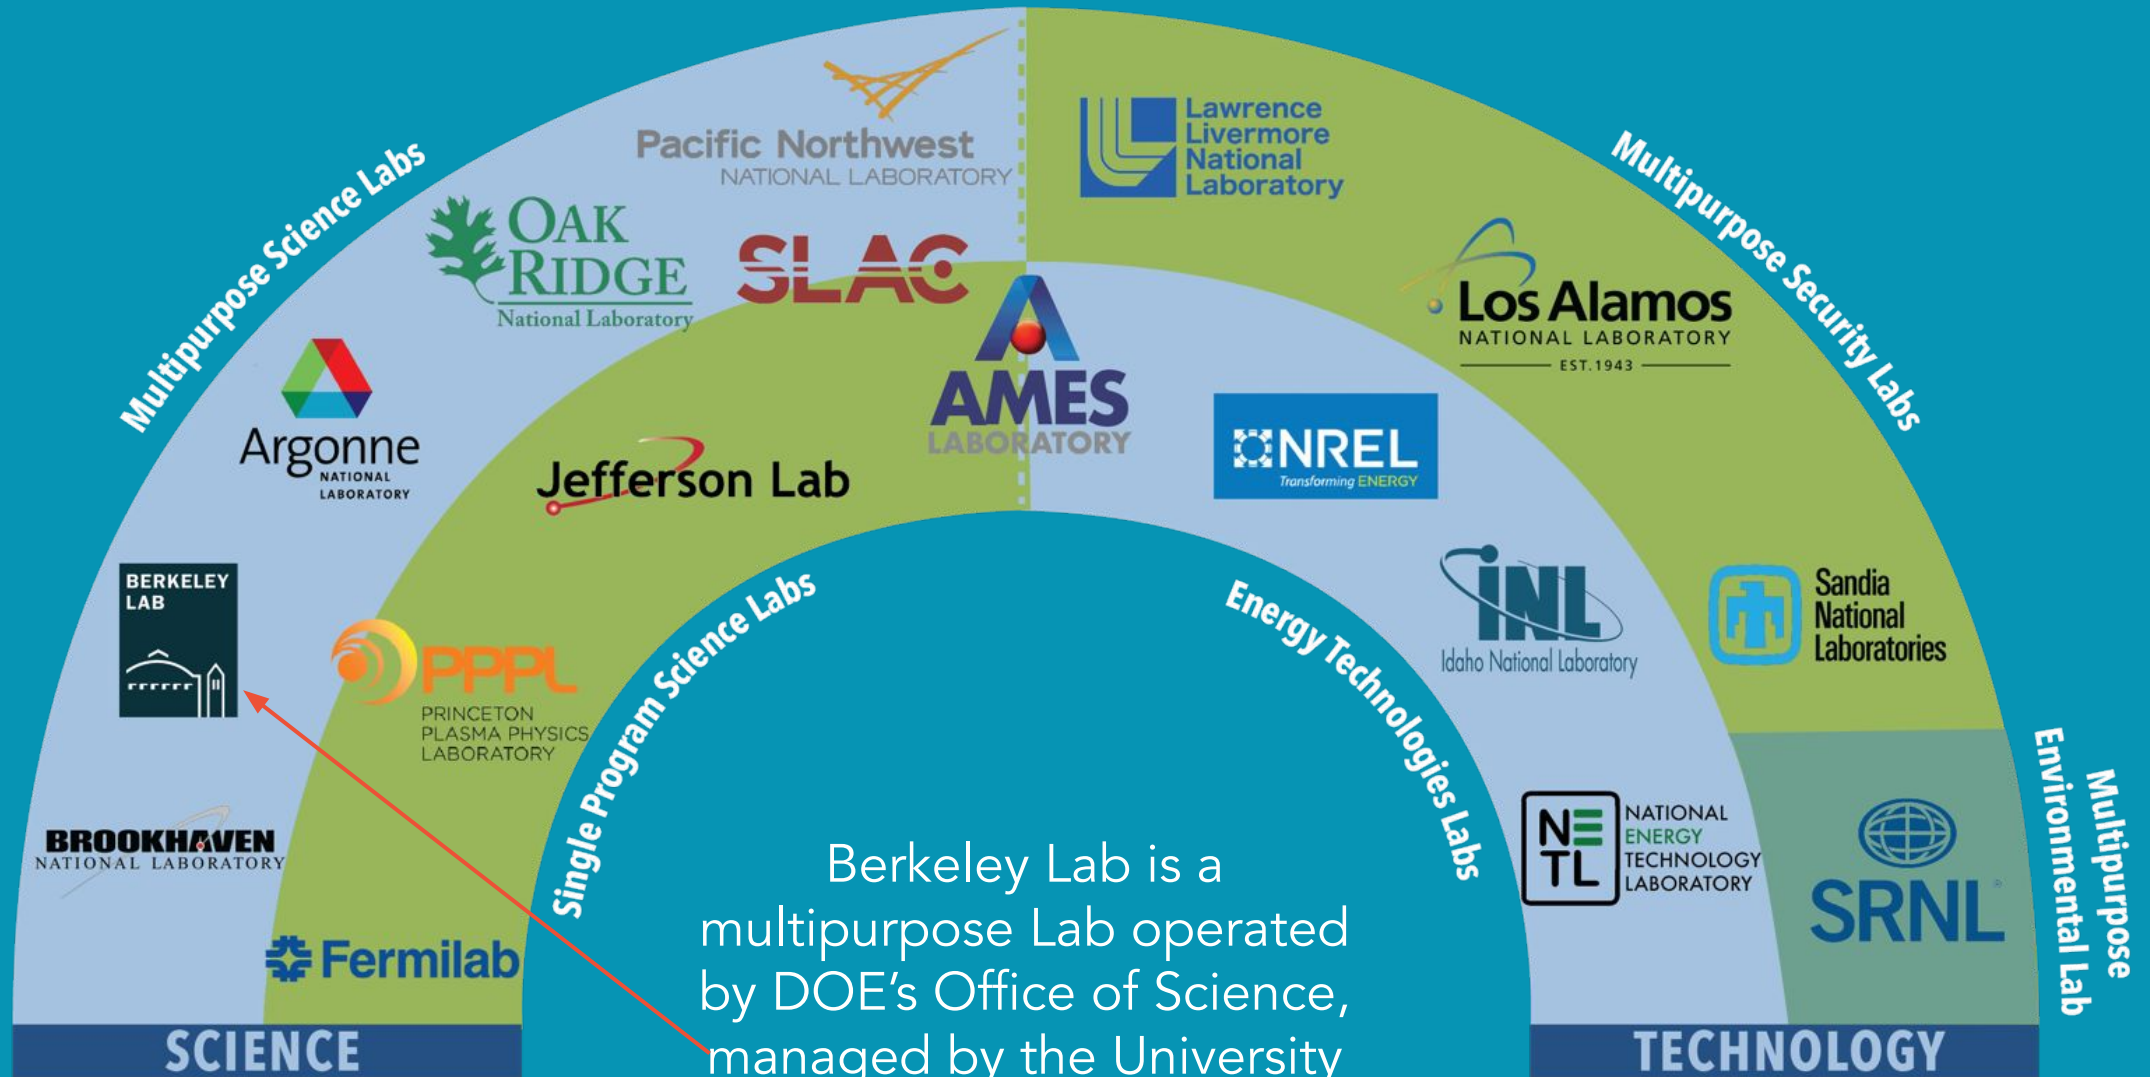 Multipurpose Science Labs
Pacific Northwest
NATIONAL LABORATORY
OAK
RIDGE
National Laboratory
SLAC
Argonne
NATIONAL
LABORATORY
BERKELEY
LAB
BROOKHAVEN
NATIONAL LABORATORY
AMES
LABORATORY
Jefferson Lab
PPPL
PRINCETON
PLASMA PHYSICS
LABORATORY
Fermilab
Single Program Science Labs
SCIENCE
Multipurpose Security Labs
Lawrence
Livermore
National
Laboratory
Los Alamos
NATIONAL LABORATORY
EST.1943
Sandia
National
Laboratories
NREL
Transforming ENERGY
INL
Idaho National Laboratory
Energy Technologies Labs
NE
TL
NATIONAL
ENERGY
TECHNOLOGY
LABORATORY
SRNL
Multipurpose
Environmental Lab
TECHNOLOGY
Berkeley Lab is a
multipurpose Lab operated
by DOE’s Office of Science,
managed by the University